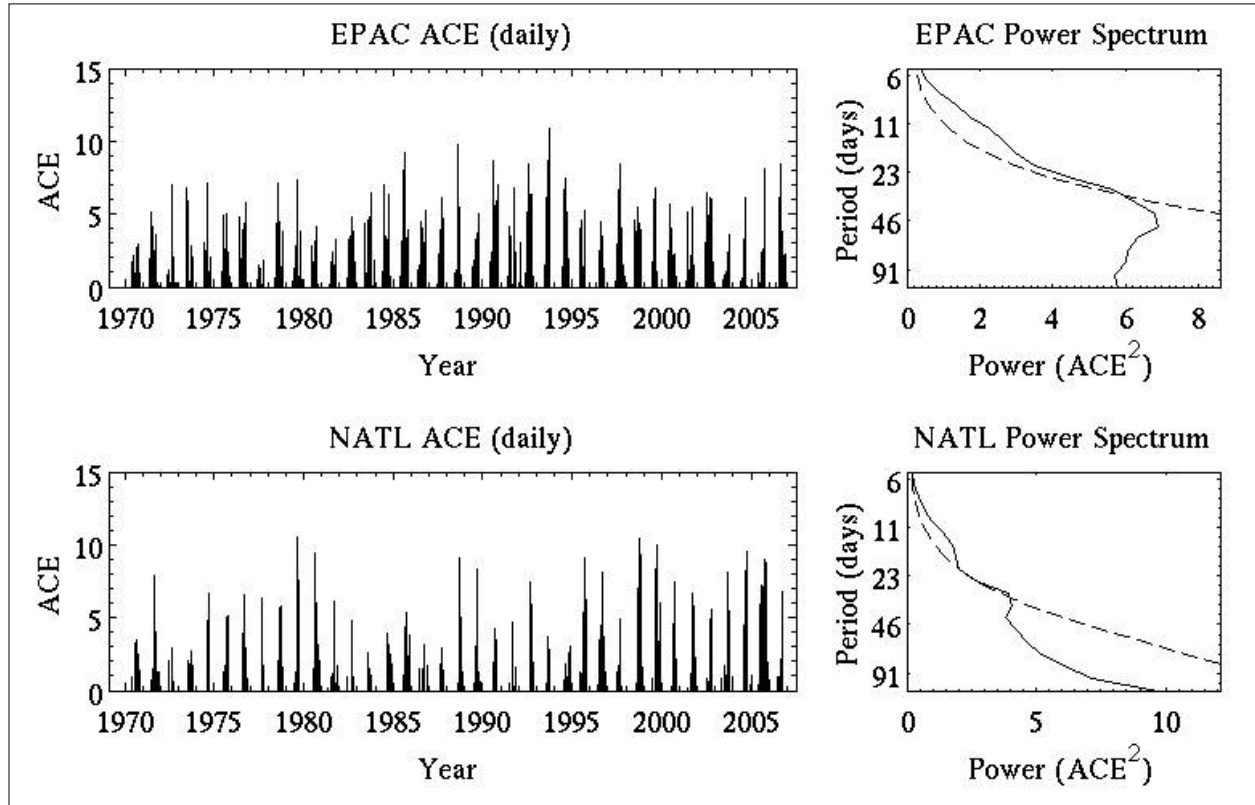 EPAC ACE (daily)
15
10
5
0
ACE
1970 1975 1980 1985 1990 1995 2000 2005
Year
EPAC Power Spectrum
6
11
23
46
91
Period (days)
0 2 4 6 8
Power (ACE²)
NATL ACE (daily)
15
10
5
0
ACE
1970 1975 1980 1985 1990 1995 2000 2005
Year
NATL Power Spectrum
6
11
23
46
91
Period (days)
0 5 10
Power (ACE²)